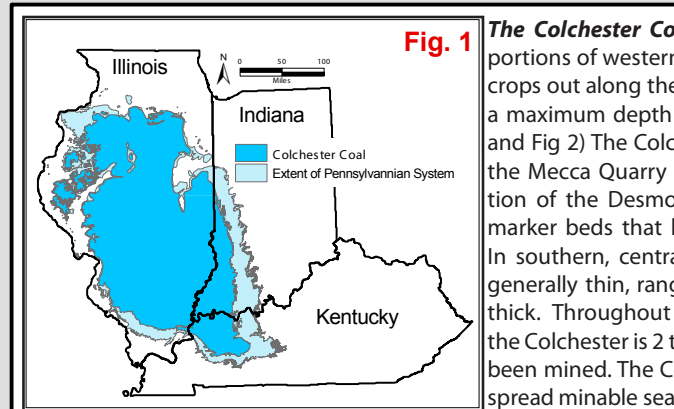 Fig. 1
N
0 50 100
Miles
Illinois
Indiana
Colchester Coal
Extent of Pennsylvannian System
Kentucky
The Colchester Co
portions of western
crops out along the
a maximum depth
and Fig 2) The Colc
the Mecca Quarry
tion of the Desmo
marker beds that
In southern, centra
generally thin, rang
thick. Throughout
the Colchester is 2 t
been mined. The C
spread minable sea